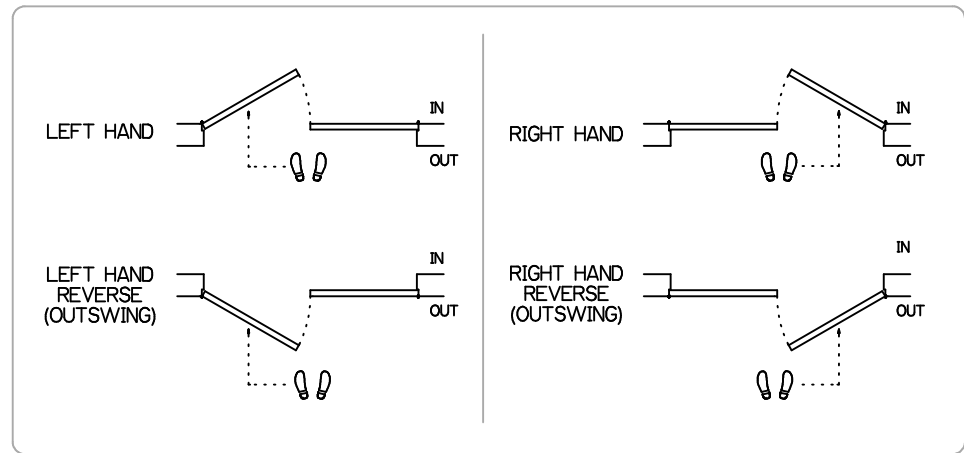 LEFT HAND
IN
OUT
RIGHT HAND
IN
OUT
LEFT HAND
REVERSE
(OUTSWING)
IN
OUT
RIGHT HAND
REVERSE
(OUTSWING)
IN
OUT